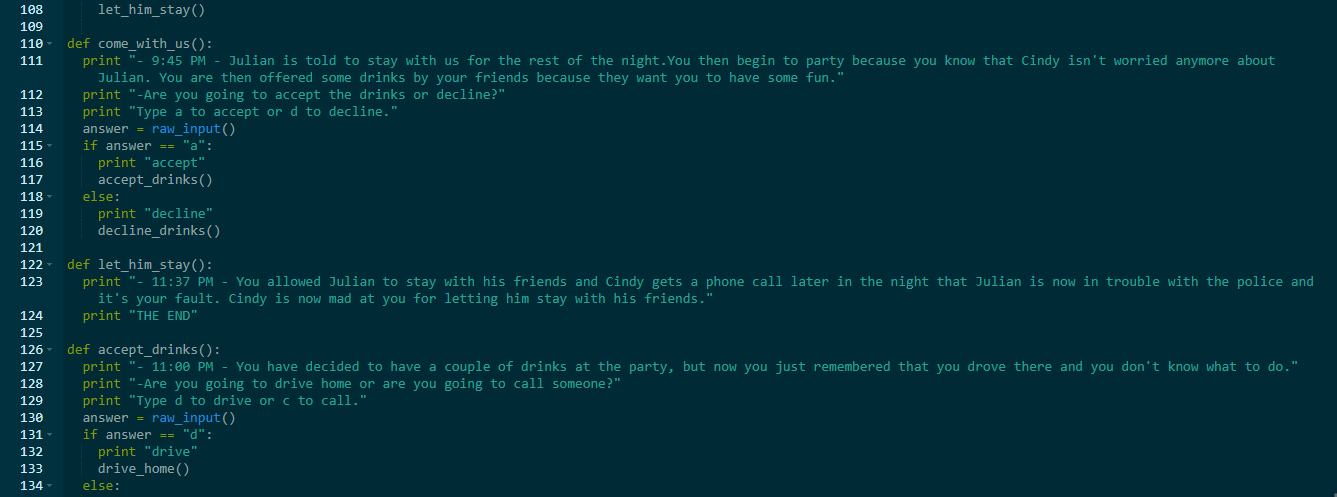 108 let_him_stay()
109
110 def come_with_us():
111 print "- 9:45 PM - Julian is told to stay with us for the rest of the night.You then begin to party because you know that Cindy isn't worried anymore about
Julian. You are then offered some drinks by your friends because they want you to have some fun."
112 print "-Are you going to accept the drinks or decline?"
113 print "Type a to accept or d to decline."
114 answer = raw_input()
115 if answer == "a":
116 print "accept"
117 accept_drinks()
118 else:
119 print "decline"
120 decline_drinks()
121
122 def let_him_stay():
123 print "- 11:37 PM - You allowed Julian to stay with his friends and Cindy gets a phone call later in the night that Julian is now in trouble with the police and
it's your fault. Cindy is now mad at you for letting him stay with his friends."
124 print "THE END"
125
126 def accept_drinks():
127 print "- 11:00 PM - You have decided to have a couple of drinks at the party, but now you just remembered that you drove there and you don't know what to do."
128 print "-Are you going to drive home or are you going to call someone?"
129 print "Type d to drive or c to call."
130 answer = raw_input()
131 if answer == "d":
132 print "drive"
133 drive_home()
134 else: